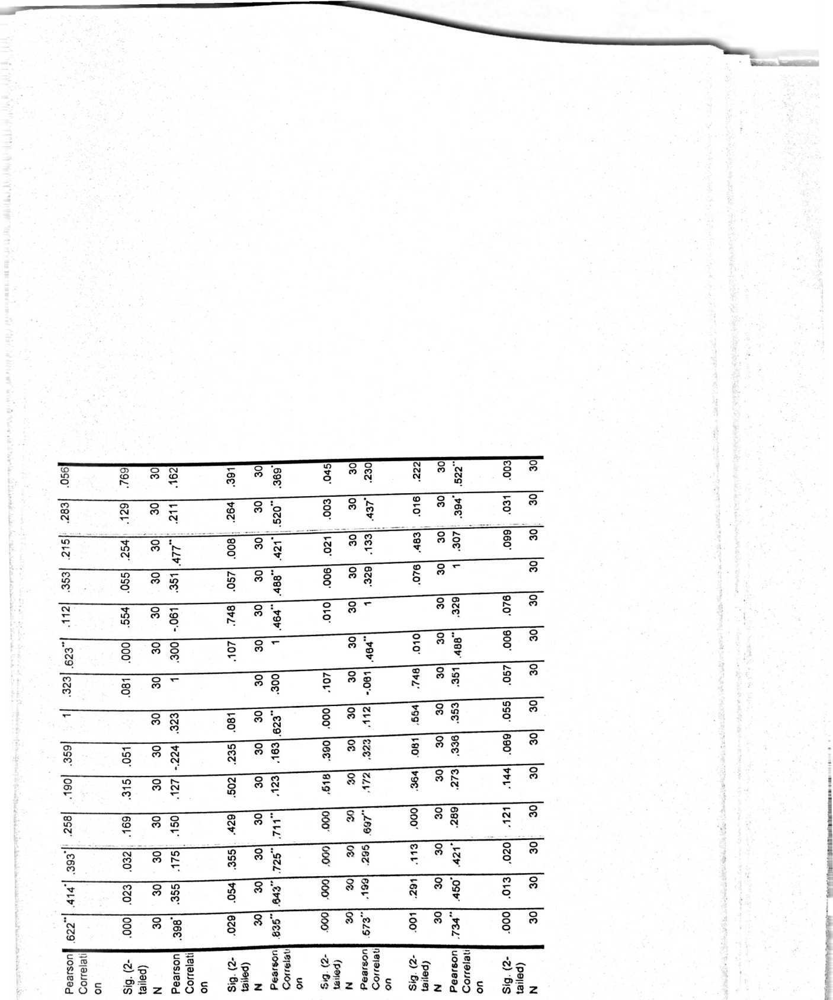 Pearson .622** .414* .393* .258 .190 .359 1 .323 .623** .112 .353 .215 .283 .056
Correlati
on
Sig. (2- .000 .023 .032 .169 .315 .051 .081 .000 .554 .055 .254 .129 .769
tailed)
N 30 30 30 30 30 30 30 30 30 30 30 30 30 30
Pearson .398* .355 .175 .150 .127 -.224 .323 1 .300 -.061 .351 .477** .211 .162
Correlati
on
Sig. (2- .029 .054 .355 .429 .502 .235 .081 .107 .748 .057 .008 .264 .391
tailed)
N 30 30 30 30 30 30 30 30 30 30 30 30 30 30
Pearson .835** .643** .725** .711** .123 .163 .623** .300 1 .464** .488** .421* .520** .369*
Correlati
on
Sig. (2- .000 .000 .000 .000 .518 .390 .000 .107 .010 .006 .021 .003 .045
tailed)
N 30 30 30 30 30 30 30 30 30 30 30 30 30 30
Pearson .573** .199 .295 .697** .172 .323 .112 -.061 .464** 1 .329 .133 .437* .230
Correlati
on
Sig. (2- .001 .291 .113 .000 .364 .081 .554 .748 .010 .076 .483 .016 .222
tailed)
N 30 30 30 30 30 30 30 30 30 30 30 30 30 30
Pearson .734** .450* .421* .289 .273 .336 .353 .351 .488** .329 1 .307 .394* .522**
Correlati
on
Sig. (2- .000 .013 .020 .121 .144 .069 .055 .057 .006 .076 .099 .031 .003
tailed)
N 30 30 30 30 30 30 30 30 30 30 30 30 30 30